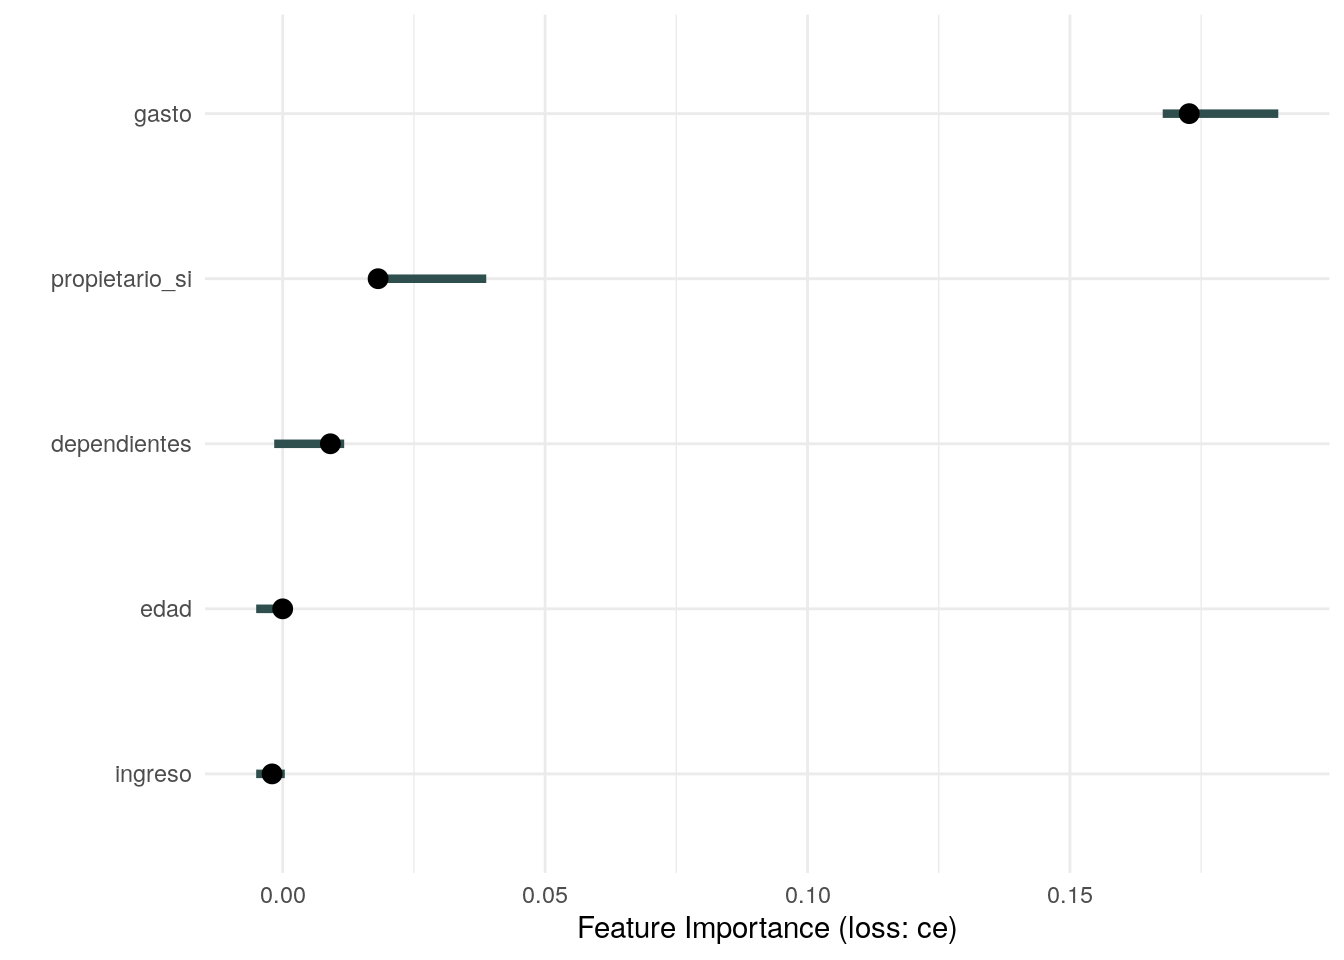 gasto
propietario_si
dependientes
edad
ingreso
0.00 0.05 0.10 0.15
Feature Importance (loss: ce)